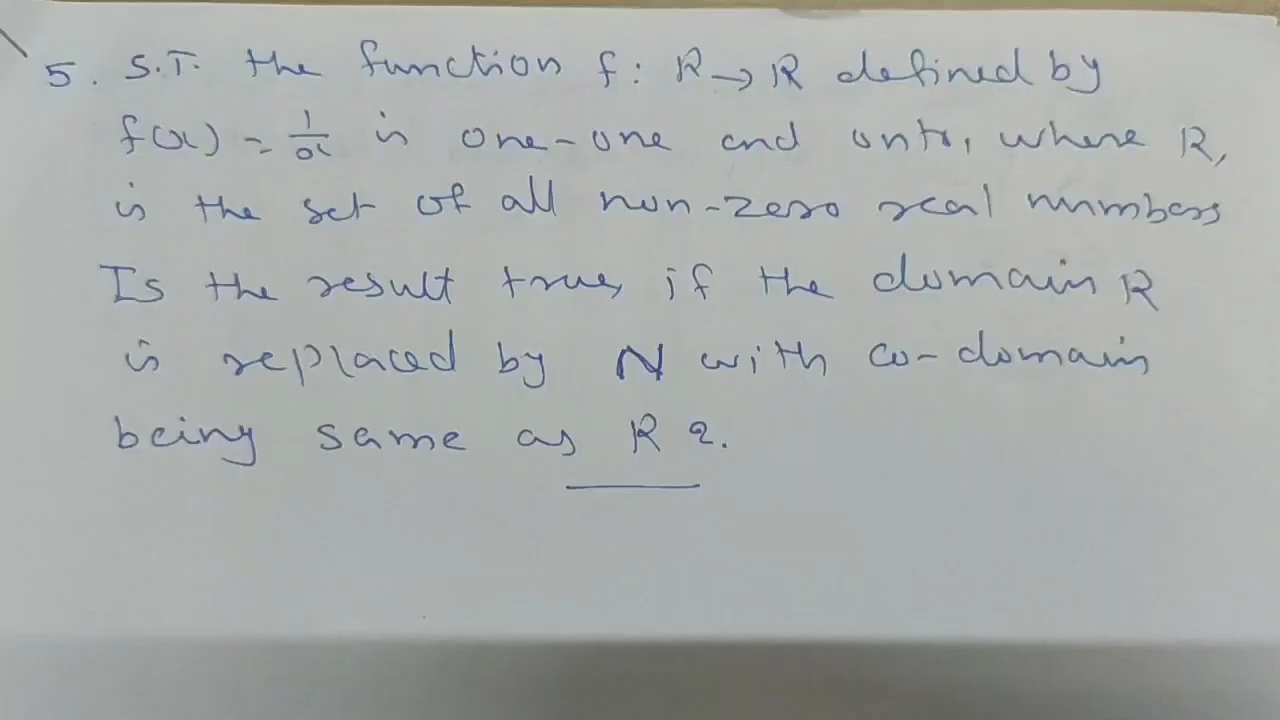 5. S.T. the function f: R→R defined by
f(x) = 1/x is one-one and onto, where R,
is the set of all non-zero real numbers
Is the result true, if the domain R
is replaced by N with co-domain
being same as R ?.